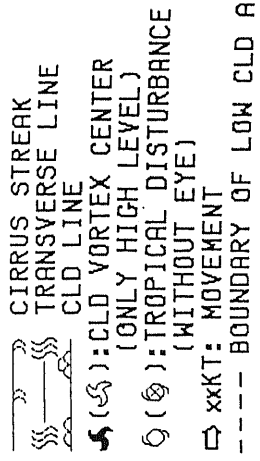 CIRRUS STREAK
TRANSVERSE LINE
CLD LINE
( ):CLD VORTEX CENTER
(ONLY HIGH LEVEL)
( ):TROPICAL DISTURBANCE
(WITHOUT EYE)
xxKT: MOVEMENT
---- BOUNDARY OF LOW CLD A